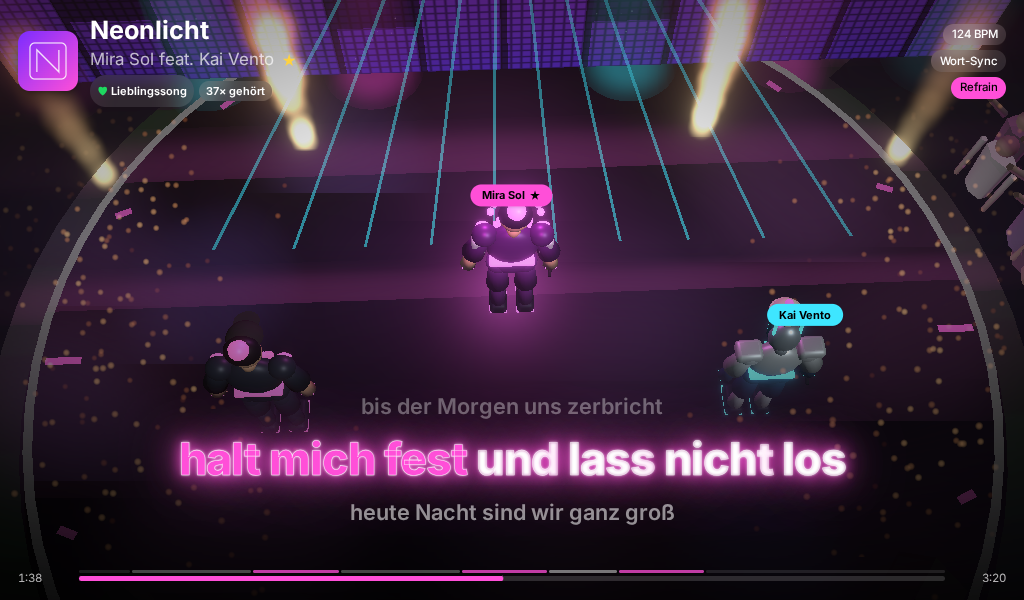 N
Neonlicht
Mira Sol feat. Kai Vento ★
♥ Lieblingssong
37× gehört
124 BPM
Wort-Sync
Refrain
Mira Sol ★
Kai Vento
bis der Morgen uns zerbricht
halt mich fest und lass nicht los
heute Nacht sind wir ganz groß
1:38
3:20